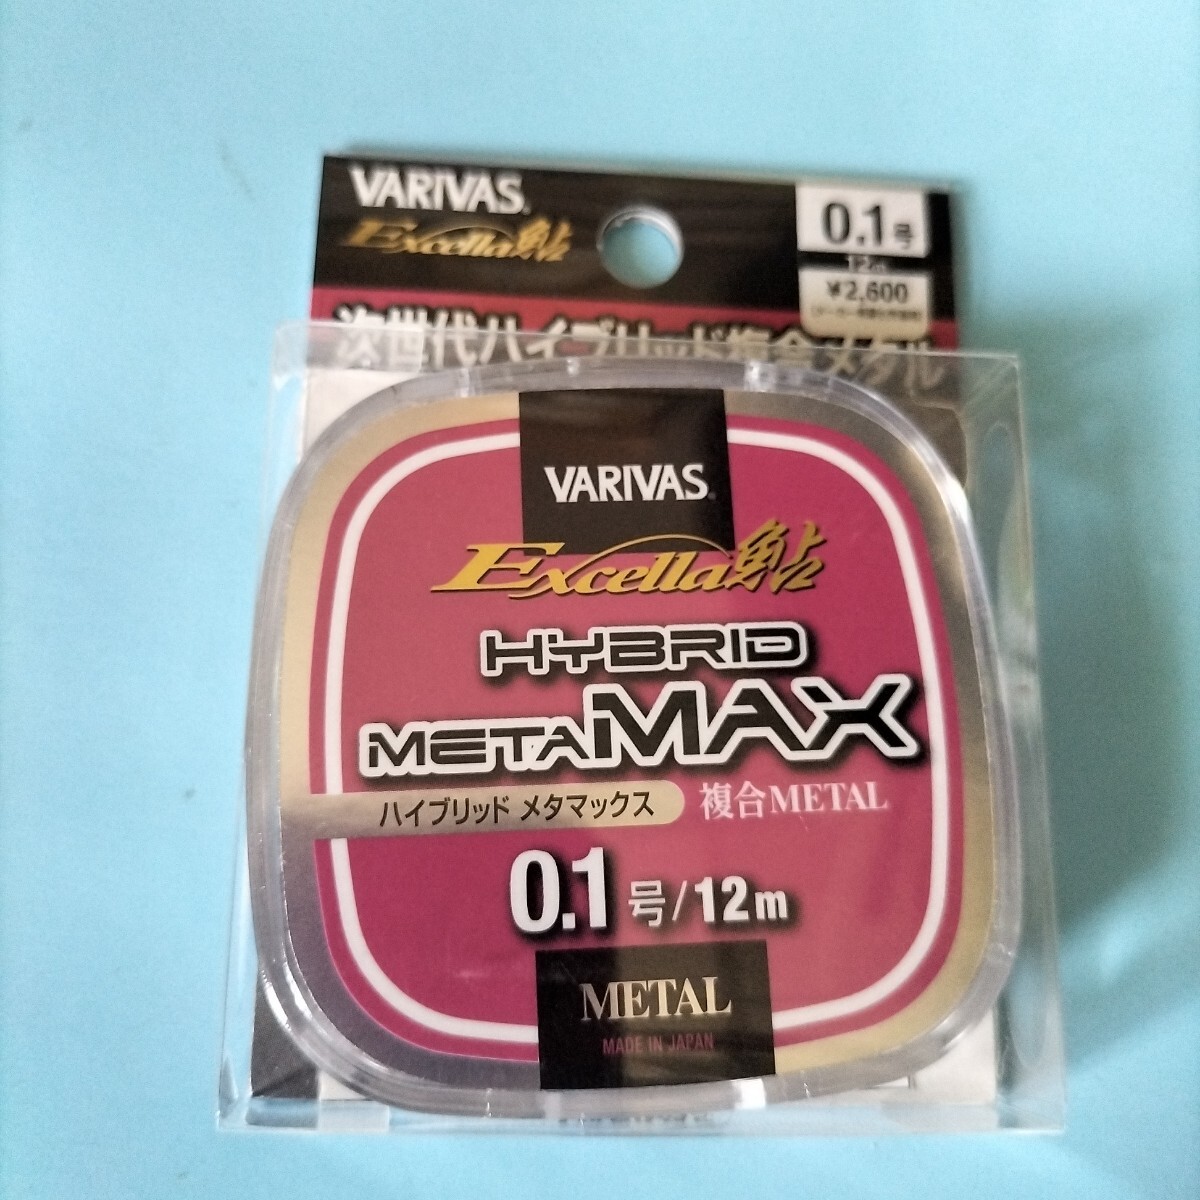 VARIVAS
0.1号
Excella鮎
12m
¥2,600
次世代ハイブリッド複合メタル
VARIVAS
Excella鮎
HYBRID
METAMAX
ハイブリッド メタマックス 複合METAL
0.1号/12m
METAL
MADE IN JAPAN